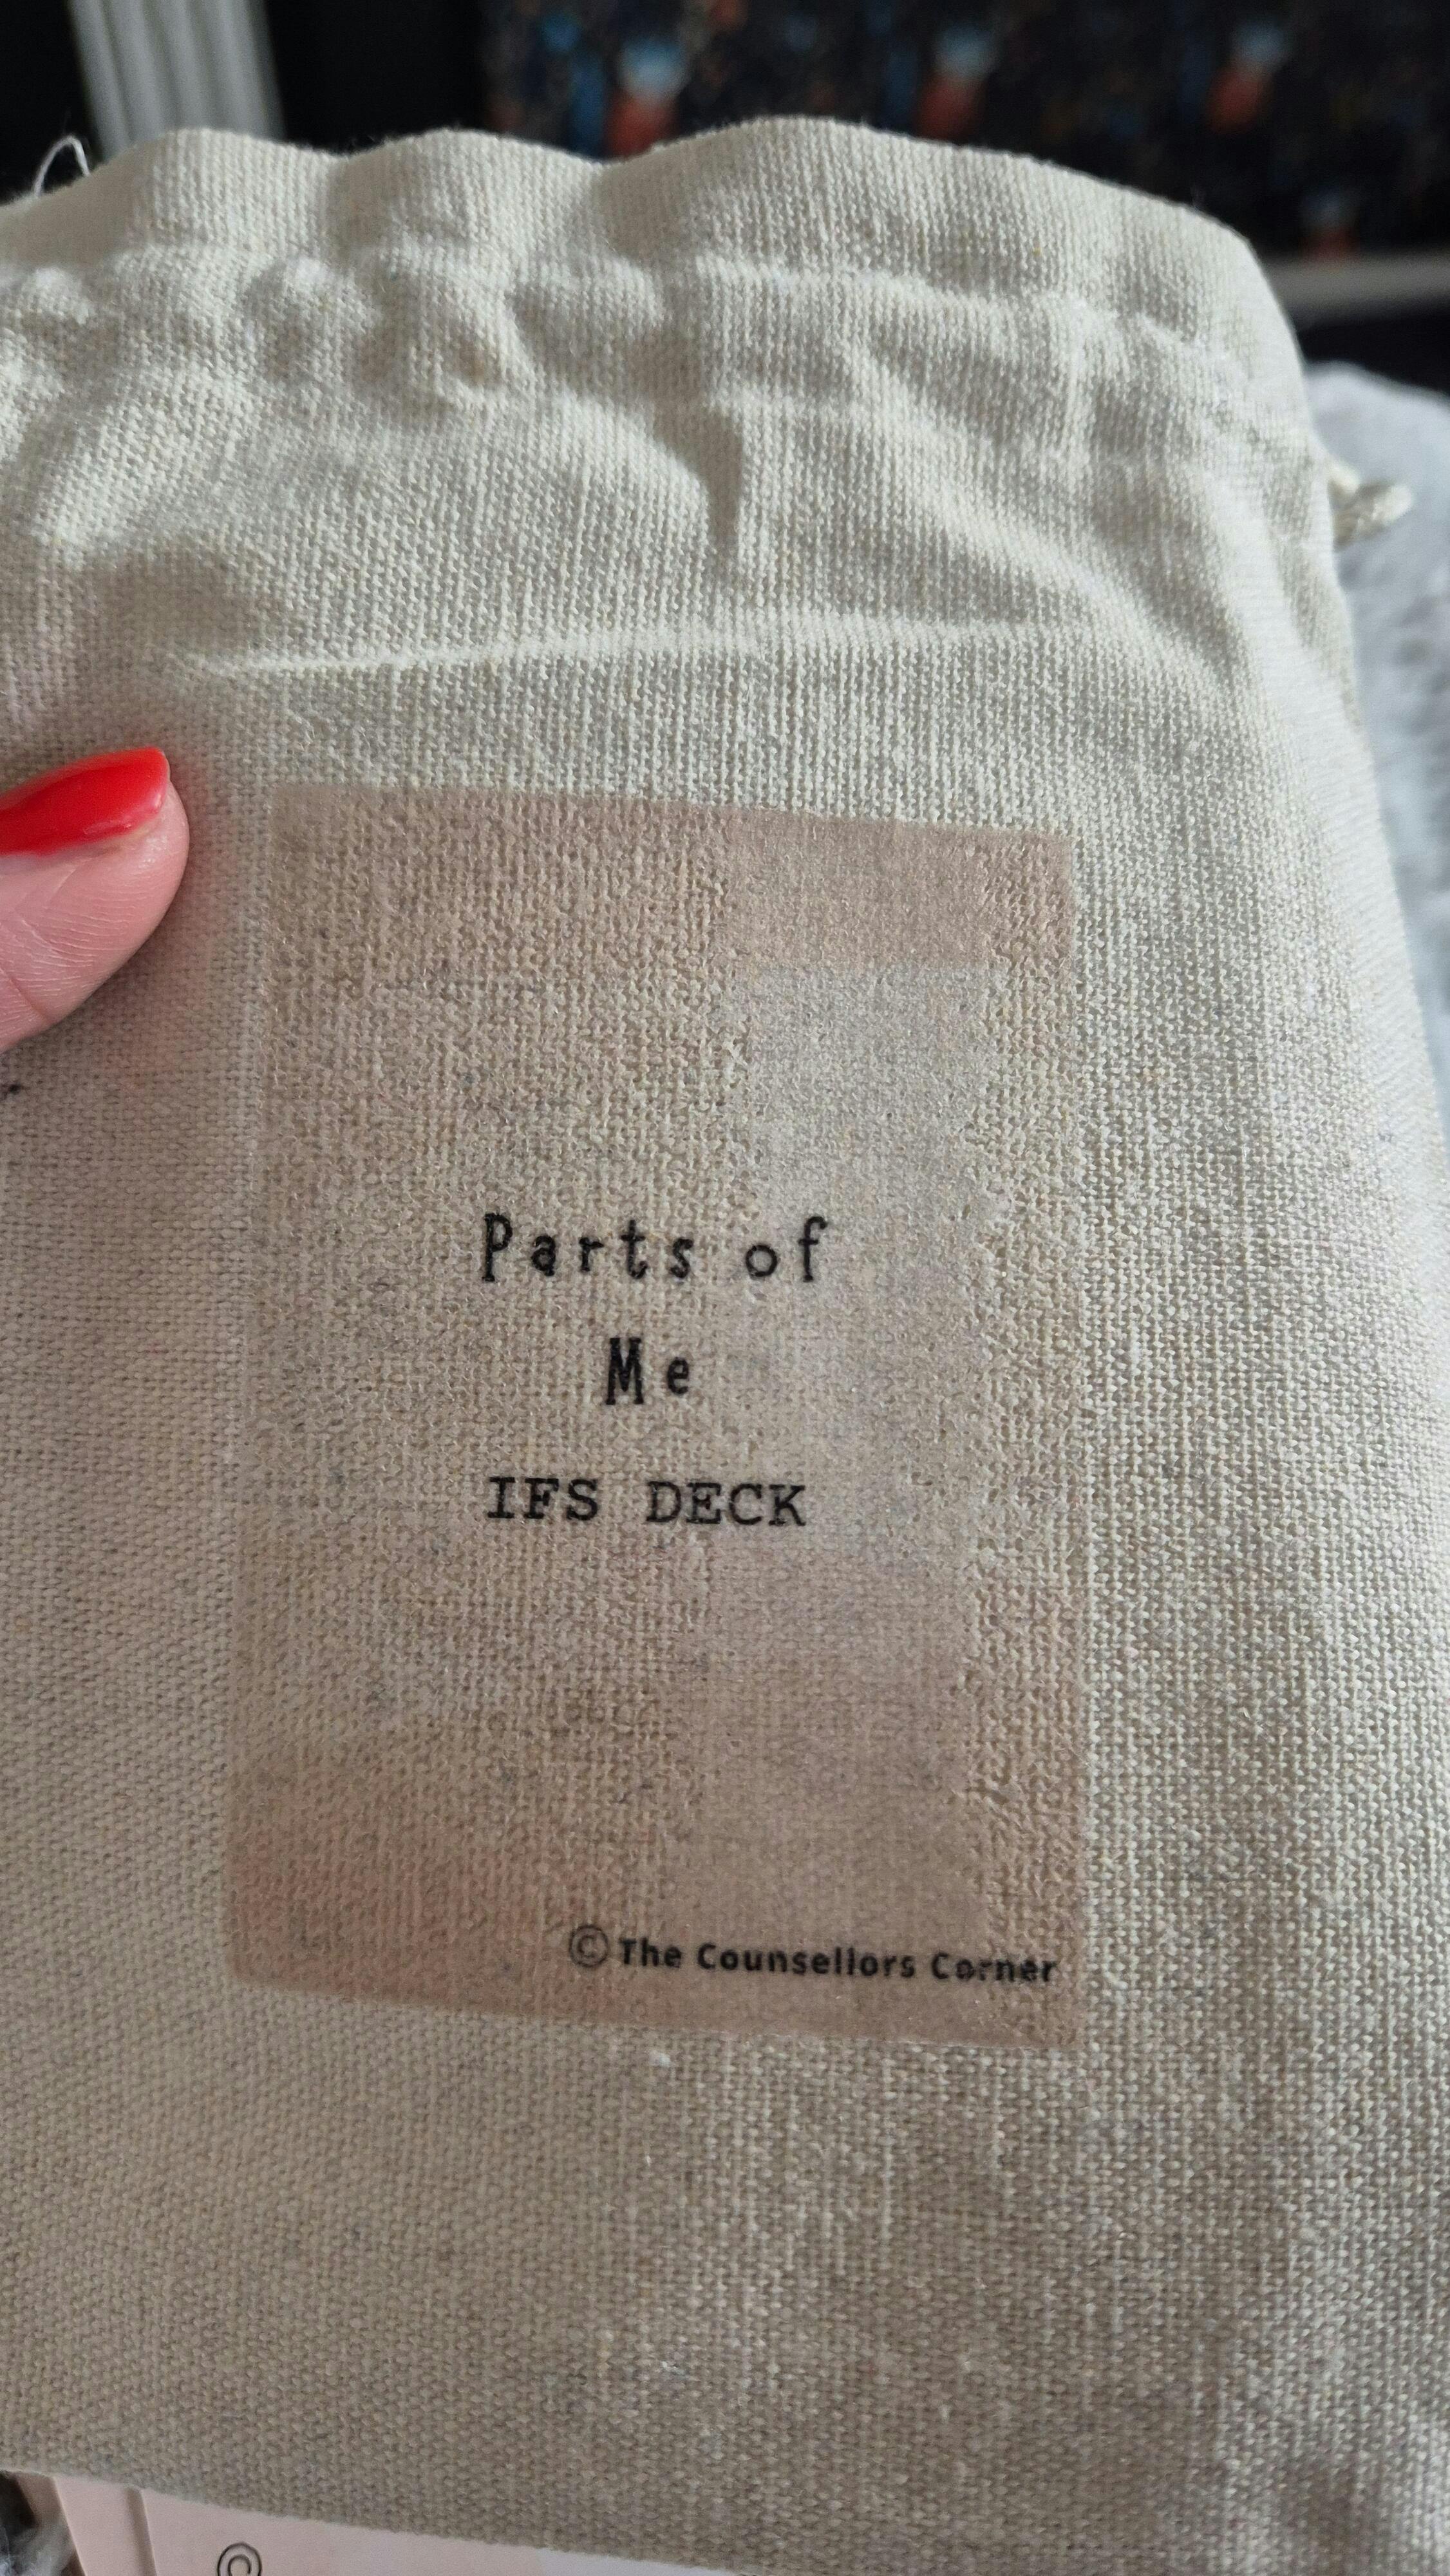 Parts of
Me
IFS DECK
©The Counsellors Corner
©